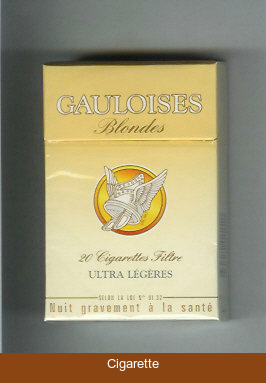 GAULOISES
Blondes
20 Cigarettes Filtre
ULTRA LÉGÈRES
SELON LA LOI N° 91.32
Nuit gravement à la santé
Cigarette